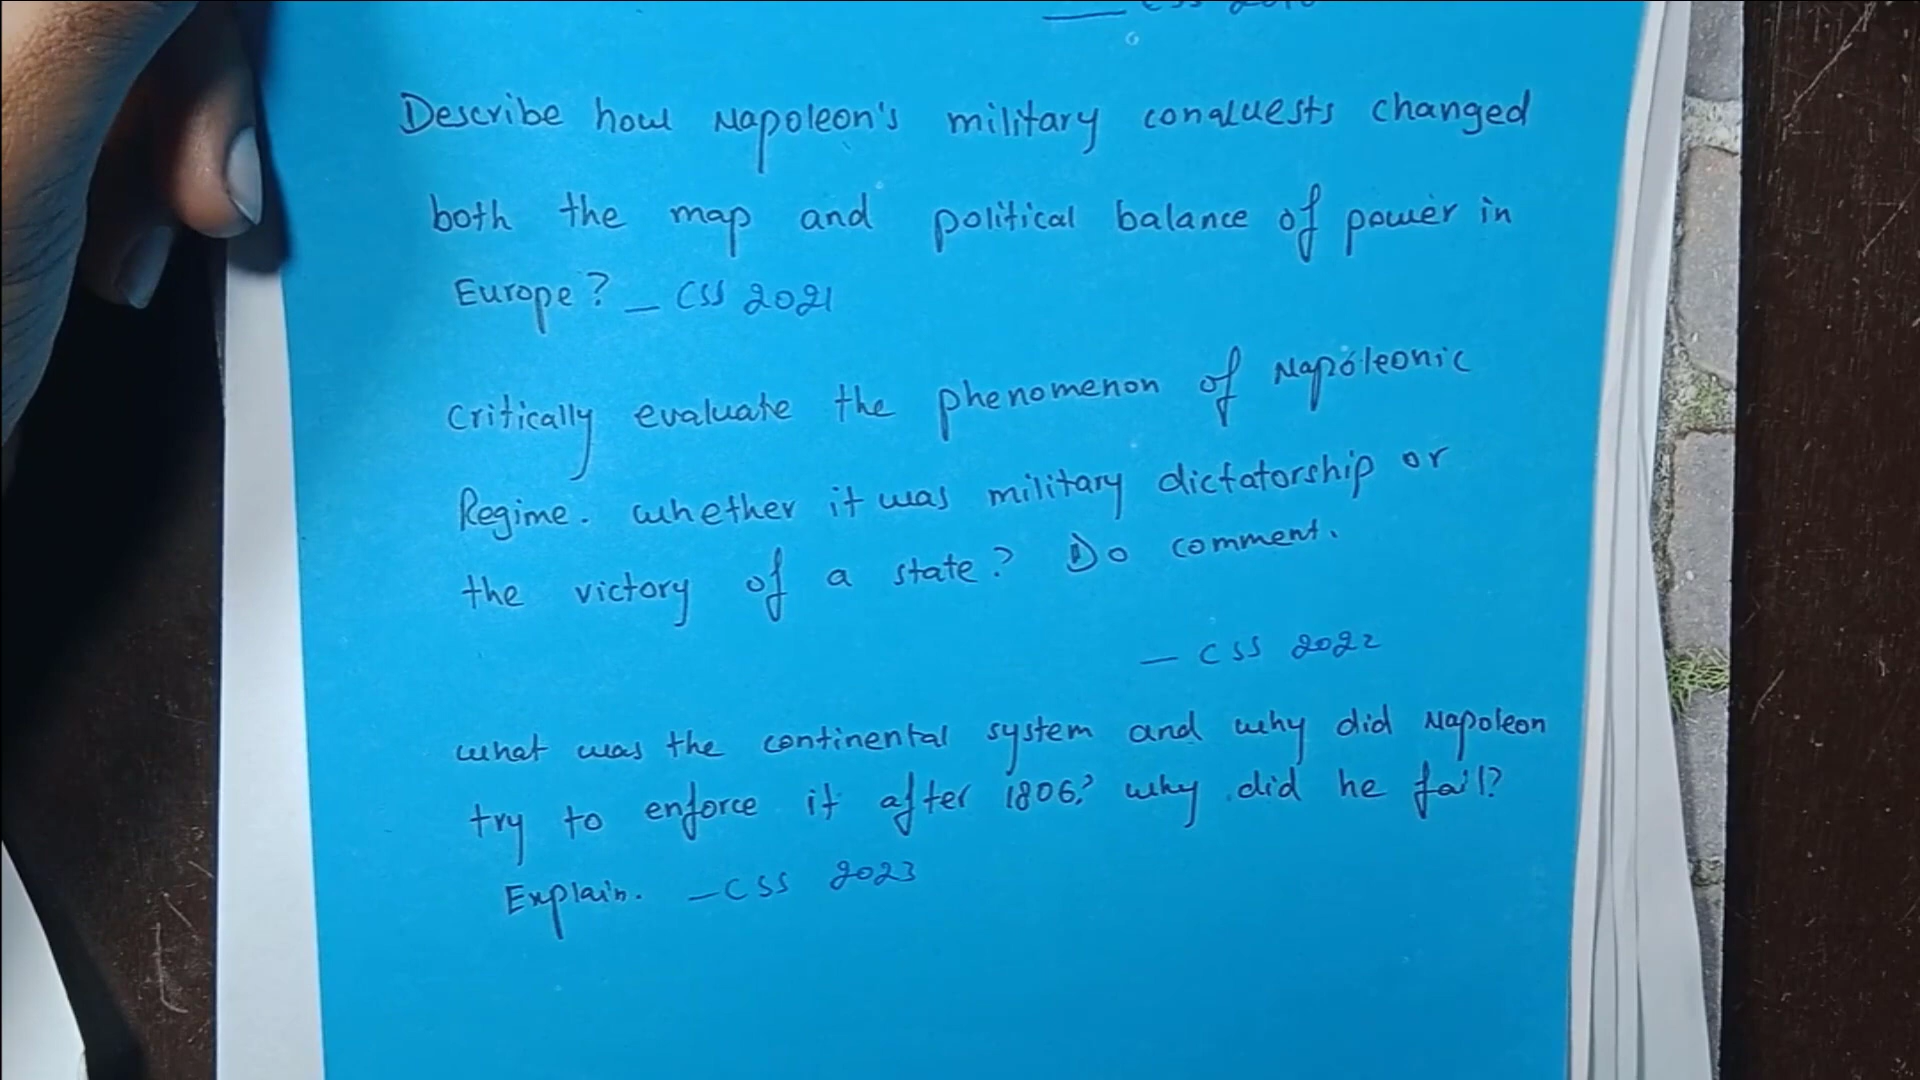 Describe how Napoleon's military conquests changed
both the map and political balance of power in
Europe? _ CSS 2021
Critically evaluate the phenomenon of Napoleonic
Regime. whether it was military dictatorship or
the victory of a state? Do comment.
_ CSS 2022
what was the continental system and why did Napoleon
try to enforce it after 1806? why did he fail?
Explain. _CSS 2023